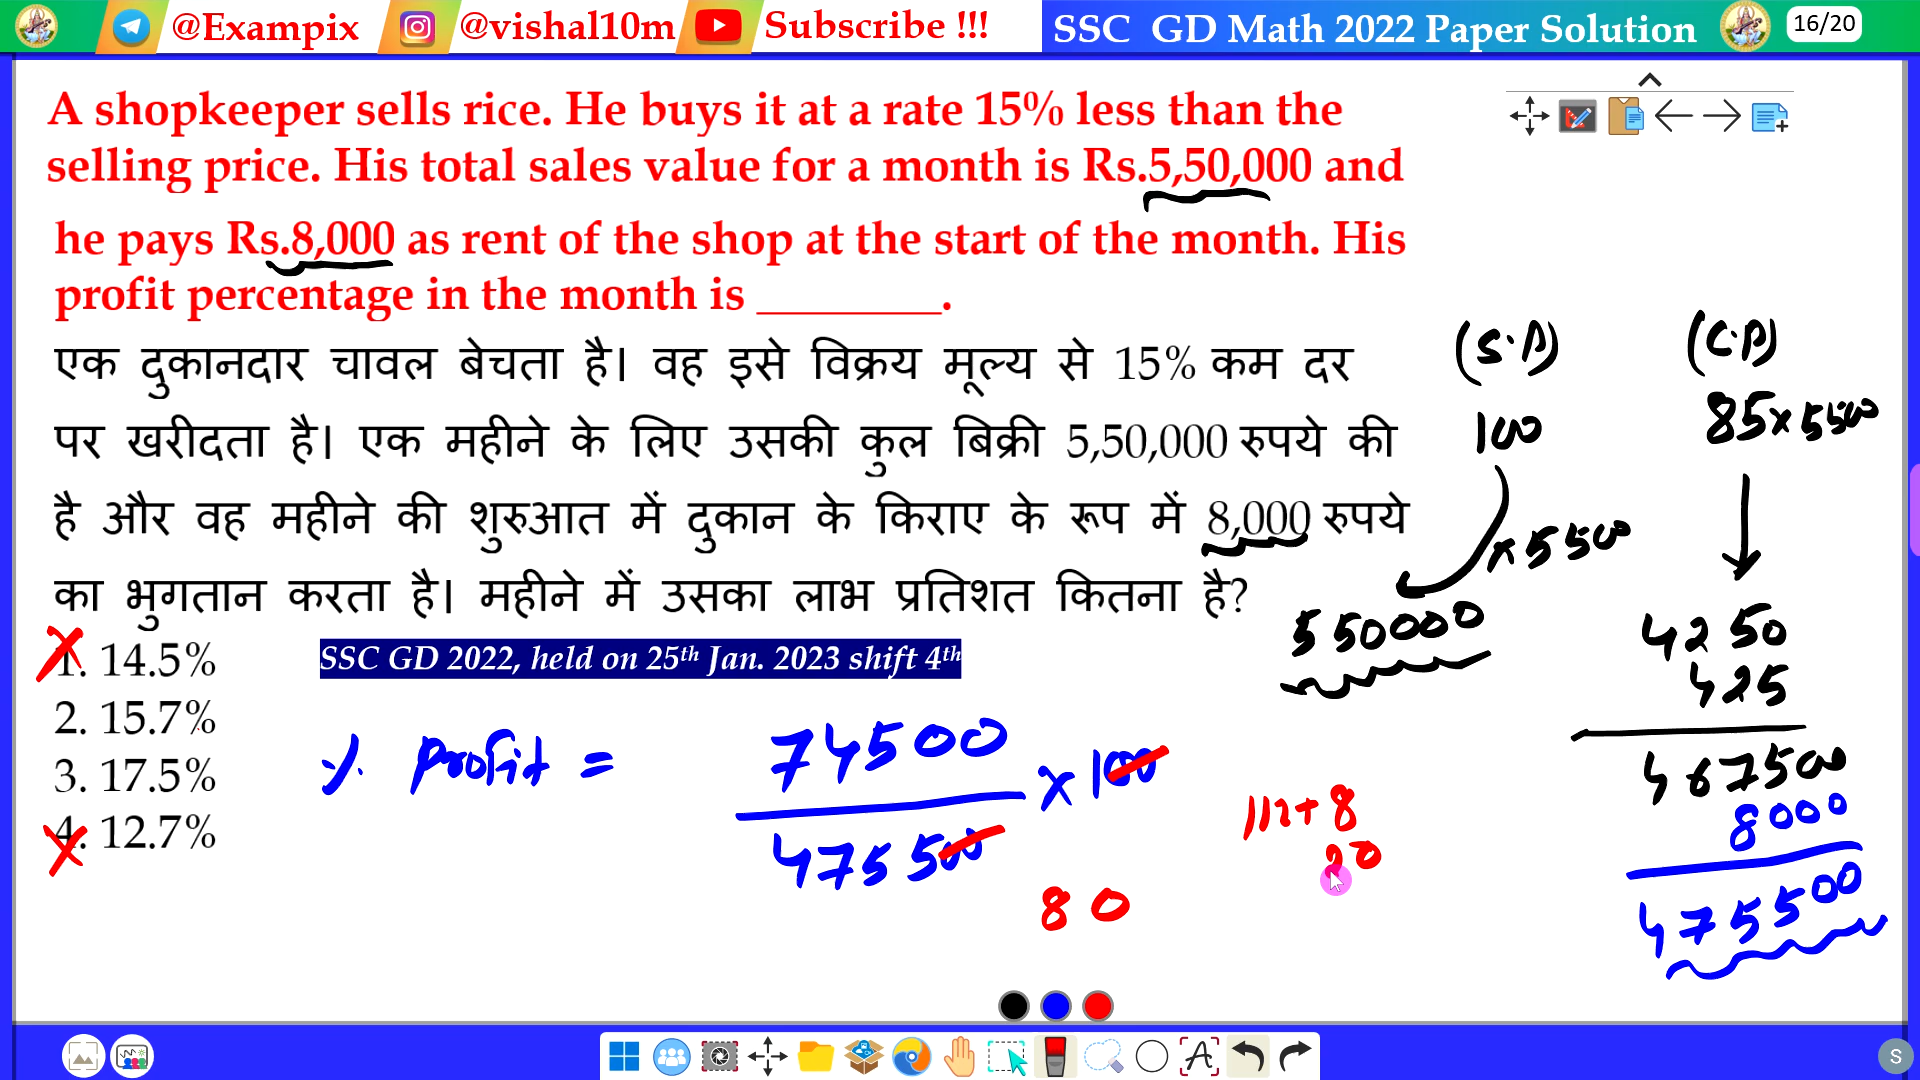 @Exampix @vishal10m Subscribe !!! SSC GD Math 2022 Paper Solution 16/20
A shopkeeper sells rice. He buys it at a rate 15% less than the
selling price. His total sales value for a month is Rs.5,50,000 and
he pays Rs.8,000 as rent of the shop at the start of the month. His
profit percentage in the month is ________.
एक दुकानदार चावल बेचता है। वह इसे विक्रय मूल्य से 15% कम दर
पर खरीदता है। एक महीने के लिए उसकी कुल बिक्री 5,50,000 रुपये की
है और वह महीने की शुरुआत में दुकान के किराए के रूप में 8,000 रुपये
का भुगतान करता है। महीने में उसका लाभ प्रतिशत कितना है?
1. 14.5%
2. 15.7%
3. 17.5%
4. 12.7%
SSC GD 2022, held on 25th Jan. 2023 shift 4th
% Profit =
74500
475500
x 100
80
112+8
20
(S.P)
100
x5500
550000
(C.P)
85x5500
4250
425
467500
8000
475500
S